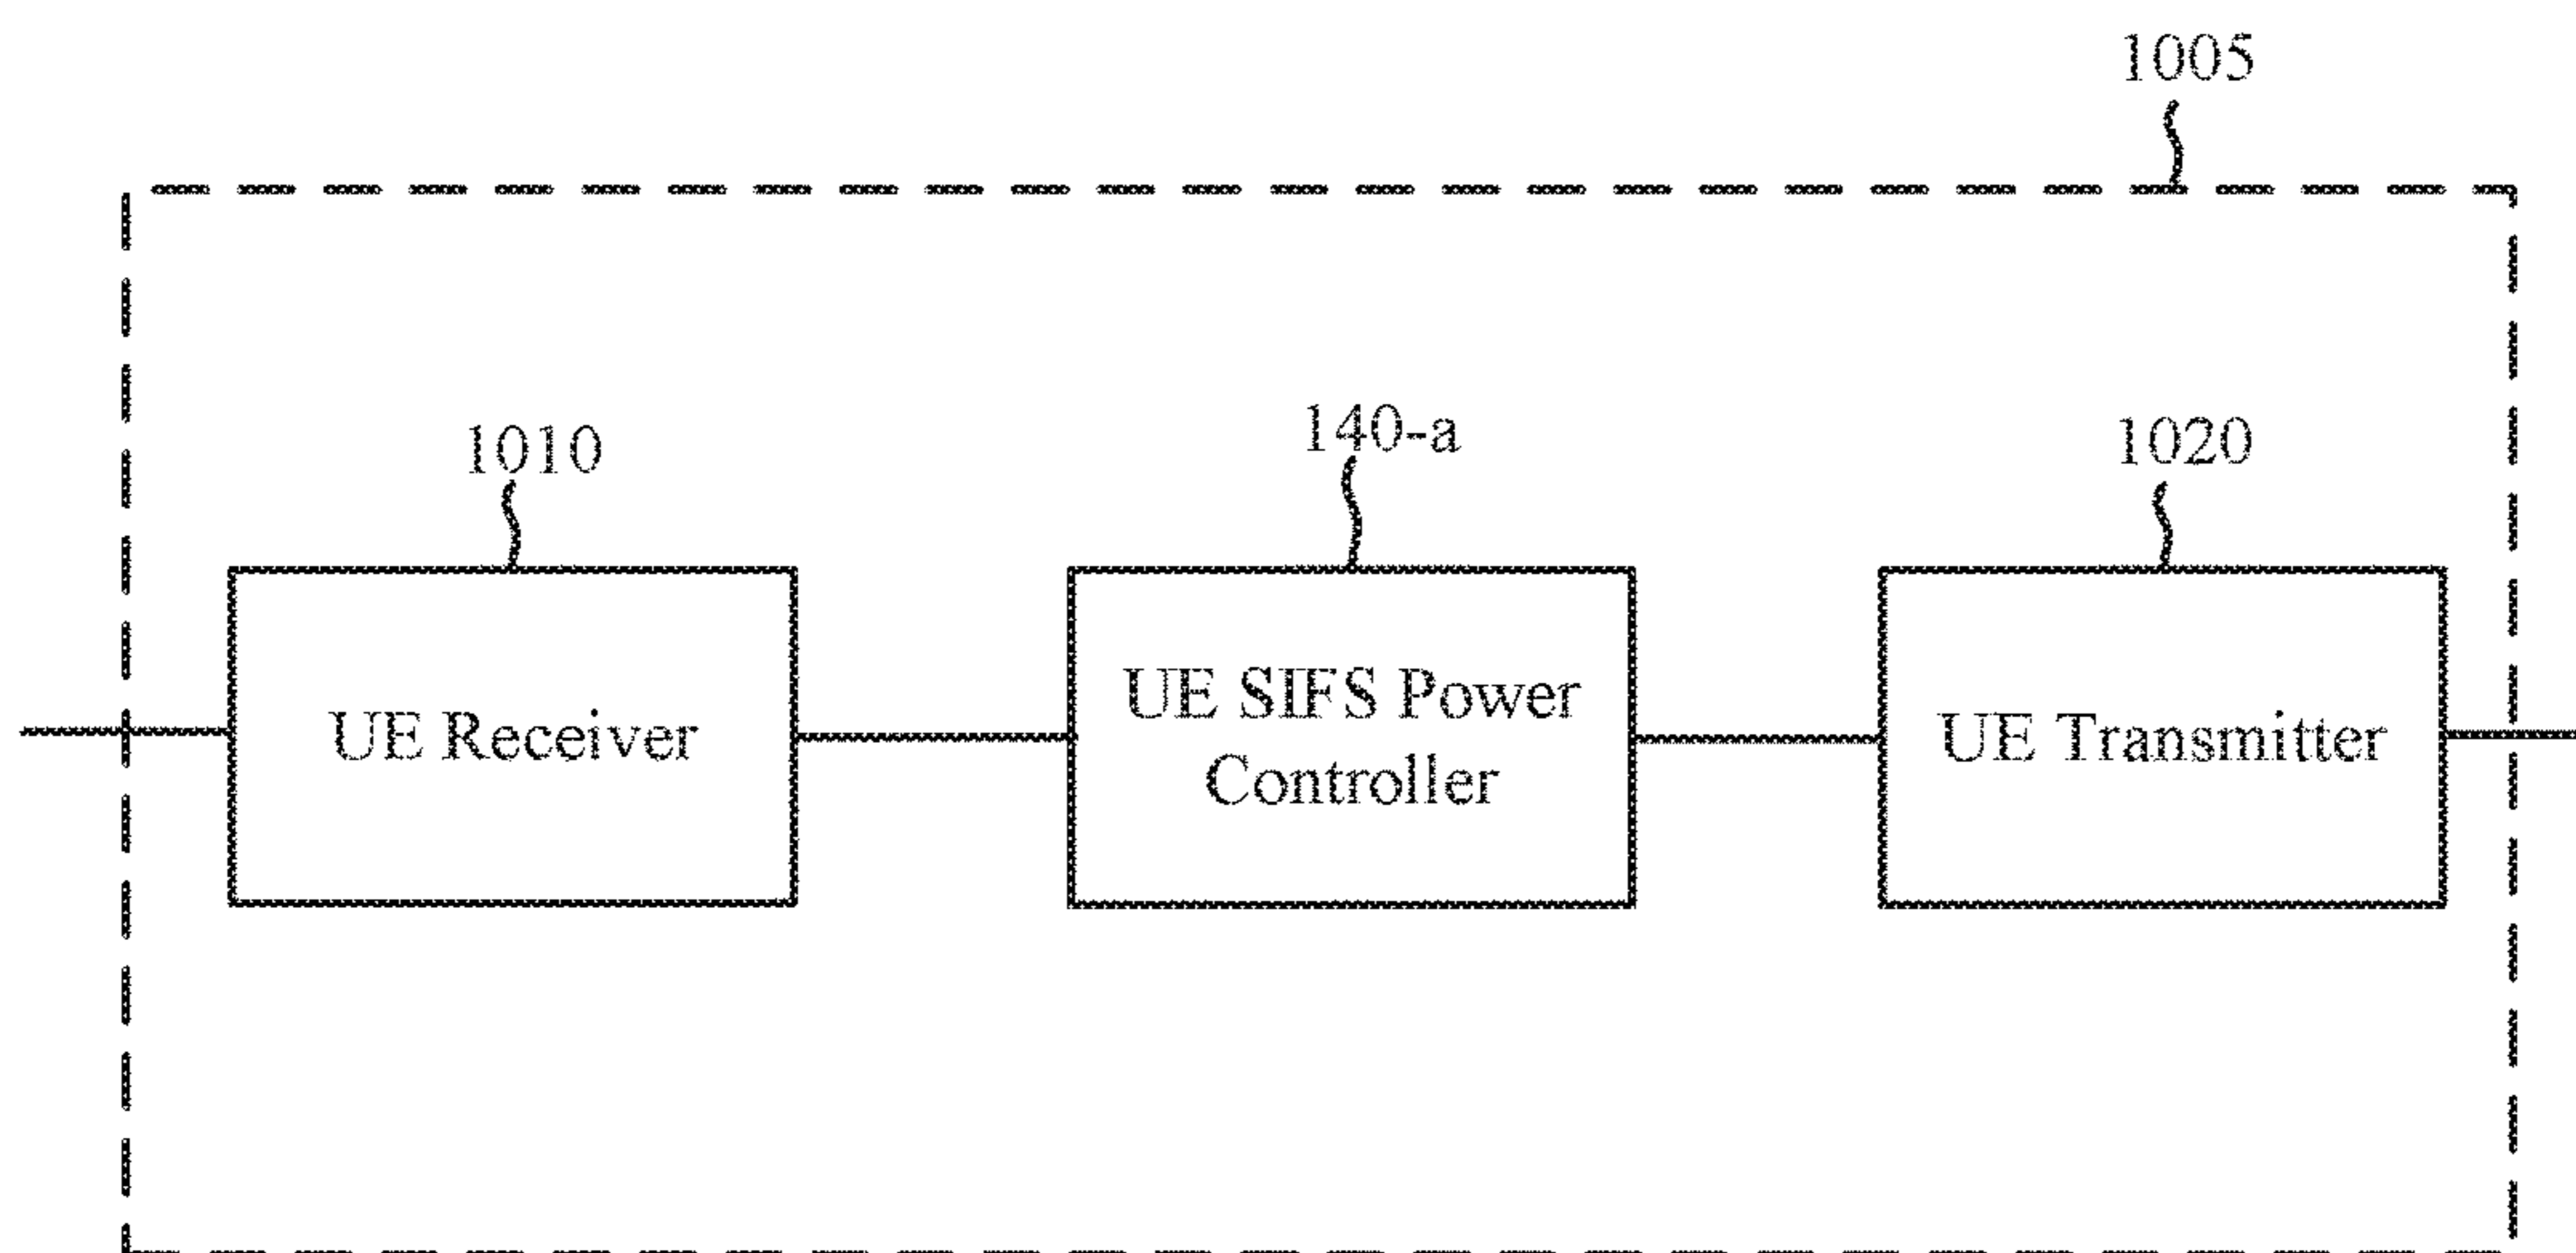 1005
1010
140-a
1020
UE Receiver
UE SIFS Power
Controller
UE Transmitter